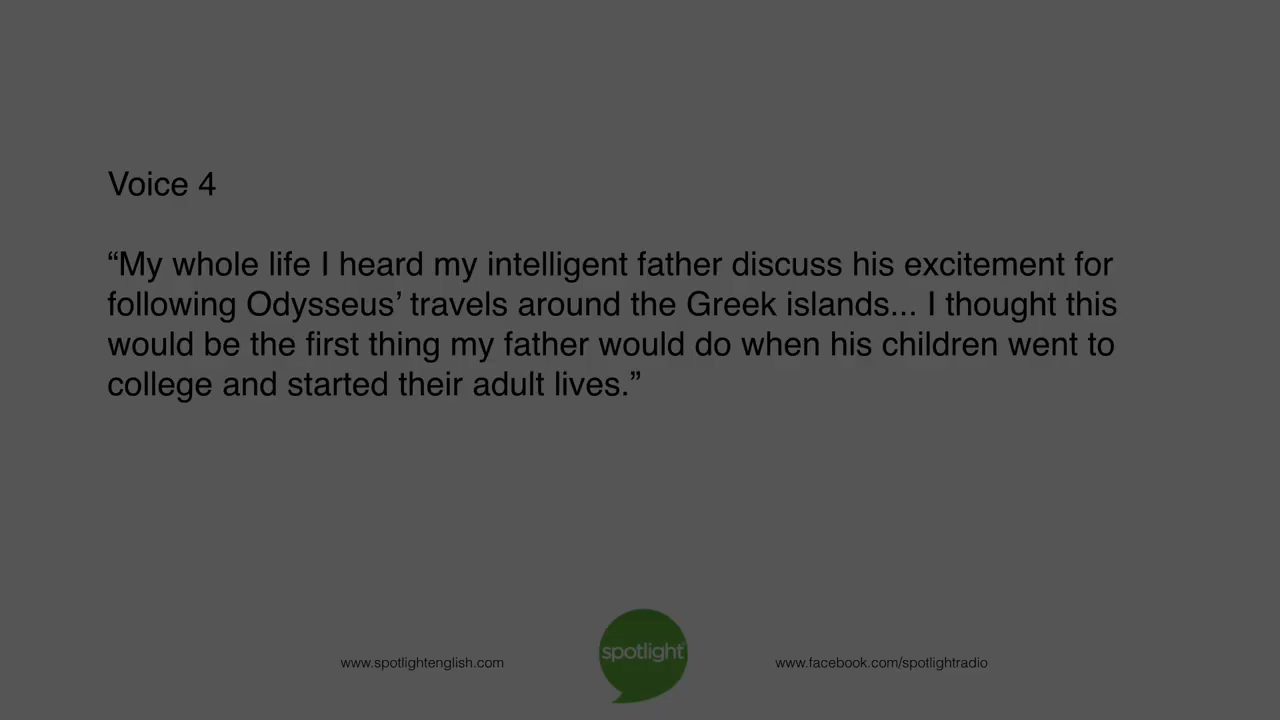 Voice 4
“My whole life I heard my intelligent father discuss his excitement for
following Odysseus’ travels around the Greek islands... I thought this
would be the first thing my father would do when his children went to
college and started their adult lives.”
spotlight
www.spotlightenglish.com
www.facebook.com/spotlightradio